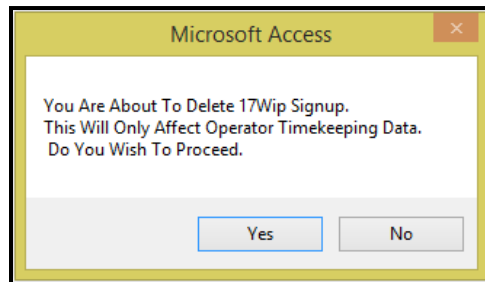 Microsoft Access
You Are About To Delete 17Wip Signup.
This Will Only Affect Operator Timekeeping Data.
Do You Wish To Proceed.
Yes
No